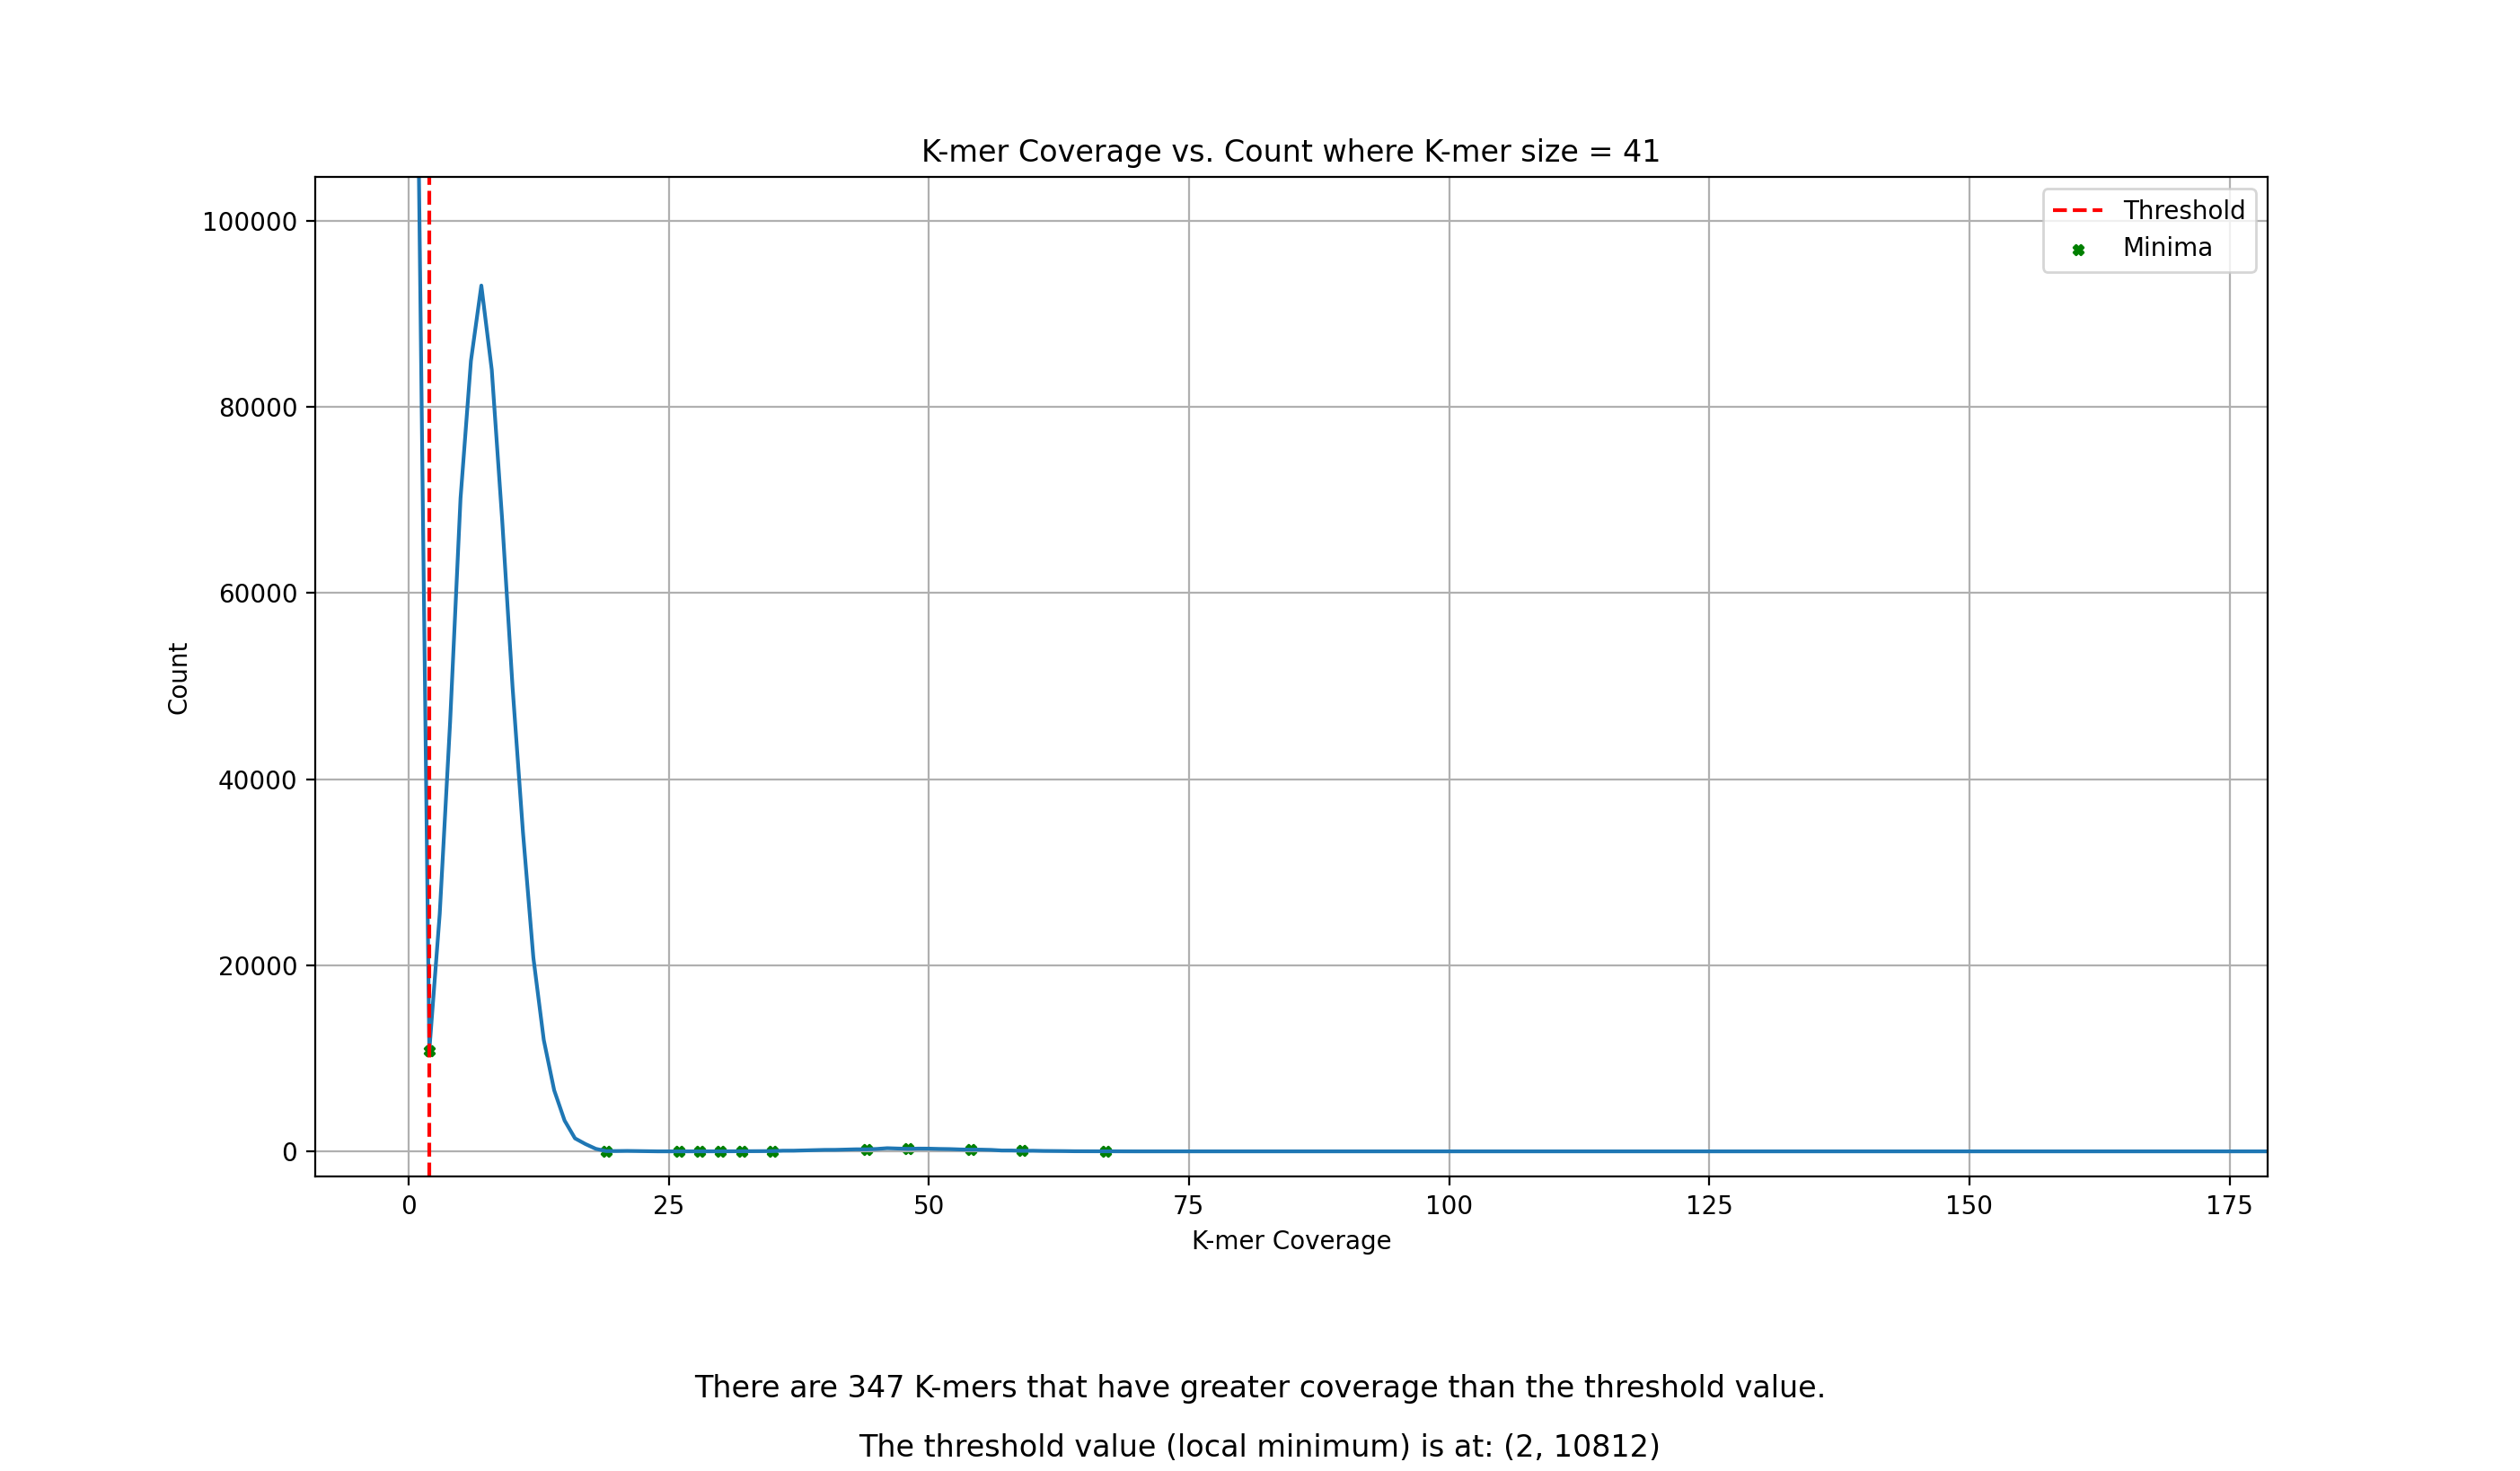 K-mer Coverage vs. Count where K-mer size = 41
Threshold
Minima
100000
80000
60000
40000
20000
0
Count
0 25 50 75 100 125 150 175
K-mer Coverage
There are 347 K-mers that have greater coverage than the threshold value.
The threshold value (local minimum) is at: (2, 10812)